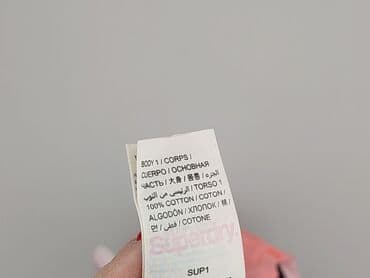 BODY 1 / CORPS /
CUERPO / ОСНОВНАЯ
ЧАСТЬ / 大身 / 몸통 / الجزء
الرئيسي من الثوب / TORSO 1
100% COTTON / COTON /
ALGODÓN / ХЛОПОК / 棉 /
면 / قطن / COTONE
Superdry.
SUP1